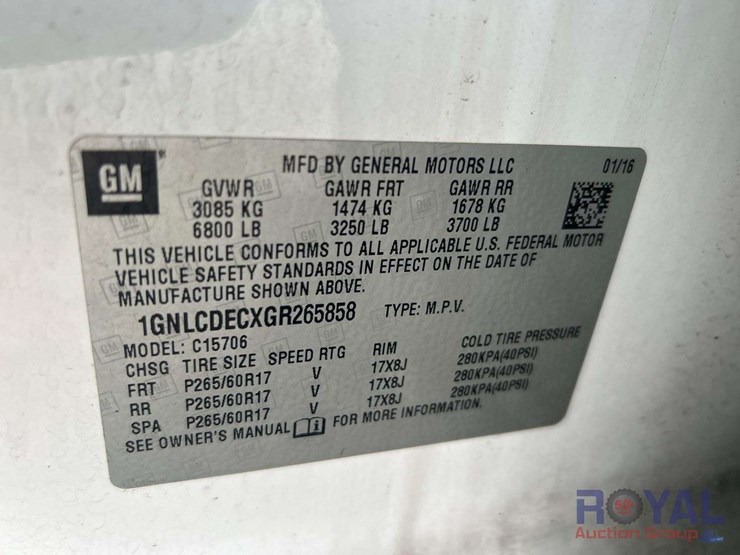 GM
MFD BY GENERAL MOTORS LLC 01/16
GVWR GAWR FRT GAWR RR
3085 KG 1474 KG 1678 KG
6800 LB 3250 LB 3700 LB
THIS VEHICLE CONFORMS TO ALL APPLICABLE U.S. FEDERAL MOTOR
VEHICLE SAFETY STANDARDS IN EFFECT ON THE DATE OF
MANUFACTURE SHOWN ABOVE.
1GNLCDECXGR265858 TYPE: M.P.V.
MODEL: C15706
CHSG TIRE SIZE SPEED RTG RIM COLD TIRE PRESSURE
FRT P265/60R17 V 17X8J 280KPA(40PSI)
RR P265/60R17 V 17X8J 280KPA(40PSI)
SPA P265/60R17 V 17X8J 280KPA(40PSI)
SEE OWNER'S MANUAL i FOR MORE INFORMATION.
ROYAL
Auction Group